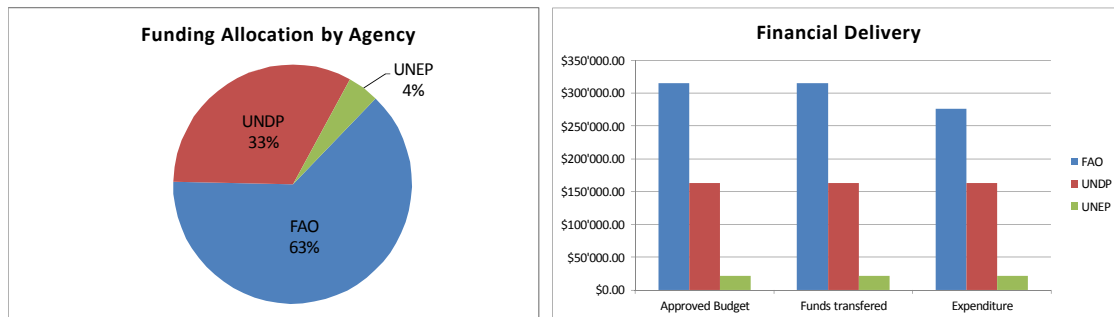 Funding Allocation by Agency
UNEP
4%
UNDP
33%
FAO
63%
Financial Delivery
$350'000.00
$300'000.00
$250'000.00
$200'000.00
$150'000.00
$100'000.00
$50'000.00
$0.00
Approved Budget
Funds transfered
Expenditure
FAO
UNDP
UNEP